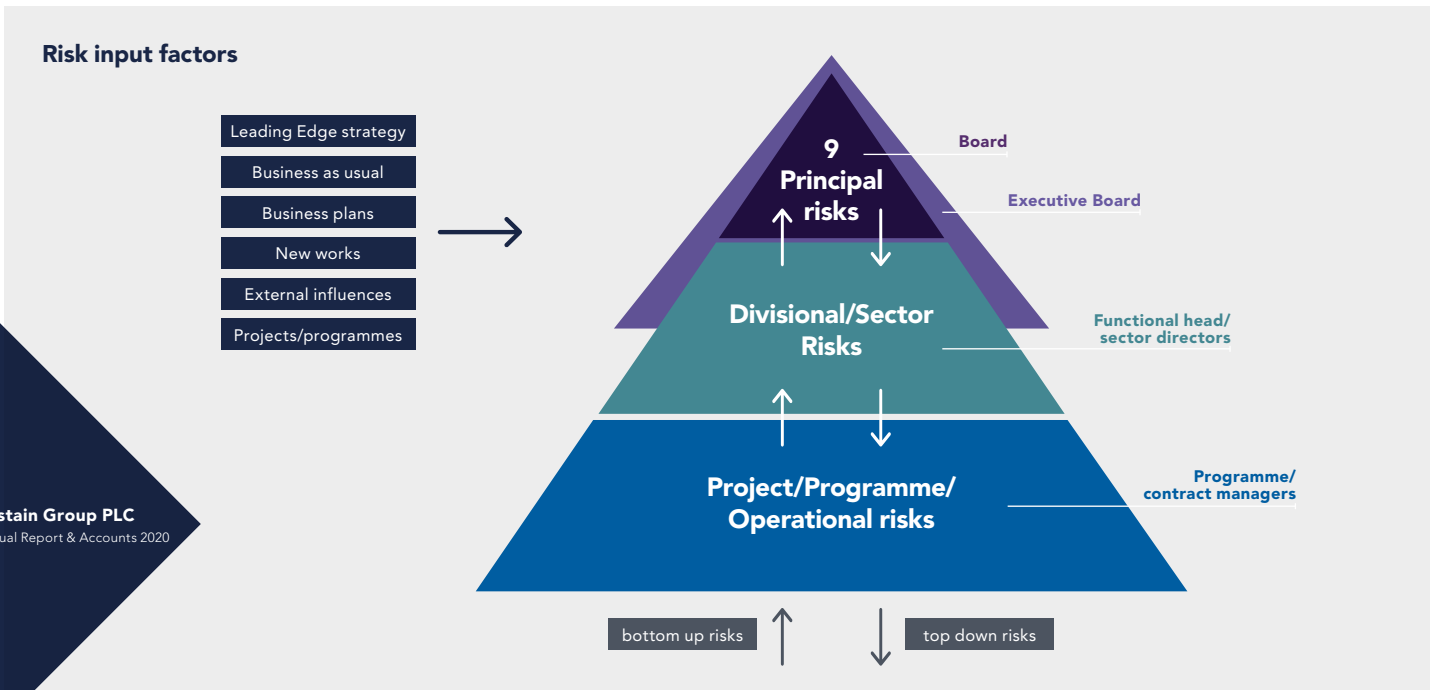 Risk input factors
Leading Edge strategy
Business as usual
Business plans
New works
External influences
Projects/programmes
9
Principal
risks
Board
Executive Board
Divisional/Sector
Risks
Functional head/
sector directors
Project/Programme/
Operational risks
Programme/
contract managers
bottom up risks
top down risks
stain Group PLC
ual Report & Accounts 2020